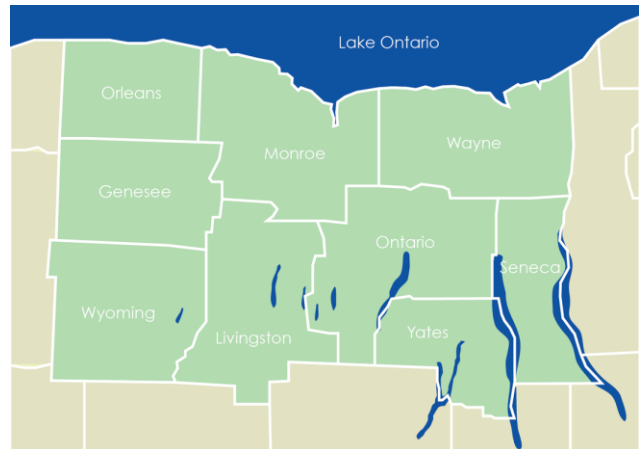 Lake Ontario
Orleans
Monroe
Wayne
Genesee
Ontario
Seneca
Wyoming
Livingston
Yates